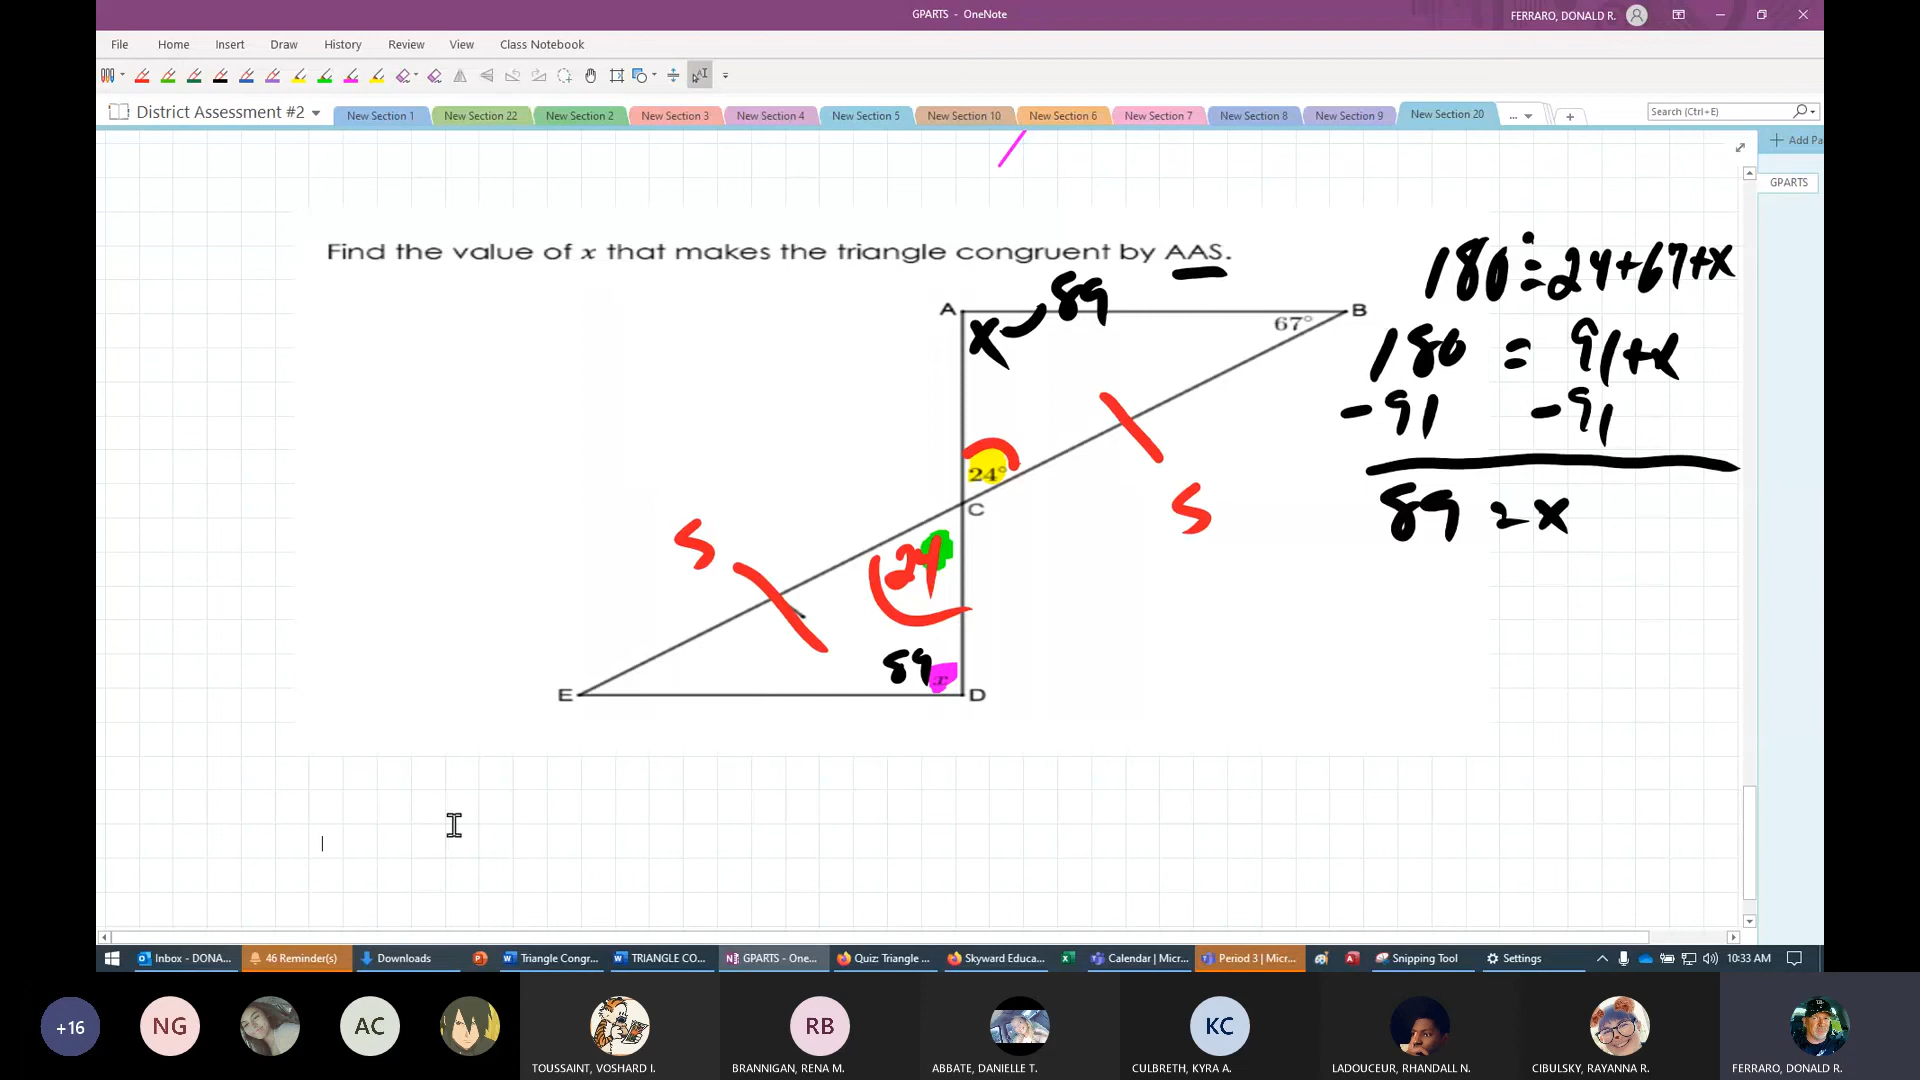 GPARTS - OneNote
FERRARO, DONALD R.
File Home Insert Draw History Review View Class Notebook
District Assessment #2
New Section 1 New Section 22 New Section 2 New Section 3 New Section 4 New Section 5 New Section 10 New Section 6 New Section 7 New Section 8 New Section 9 New Section 20 ...
Search (Ctrl+E)
Add Pa
GPARTS
Find the value of x that makes the triangle congruent by AAS.
180 = 24+67+x
A
89
B
x
67°
180 = 91+x
-91 -91
24°
C
S
89 = x
S
24
89
x
E
D
Inbox - DONA...
46 Reminder(s)
Downloads
Triangle Congr...
TRIANGLE CO...
GPARTS - One...
Quiz: Triangle ...
Skyward Educa...
Calendar | Micr...
Period 3 | Micr...
Snipping Tool
Settings
10:33 AM
+16
NG
AC
RB
KC
TOUSSAINT, VOSHARD I.
BRANNIGAN, RENA M.
ABBATE, DANIELLE T.
CULBRETH, KYRA A.
LADOUCEUR, RHANDALL N.
CIBULSKY, RAYANNA R.
FERRARO, DONALD R.